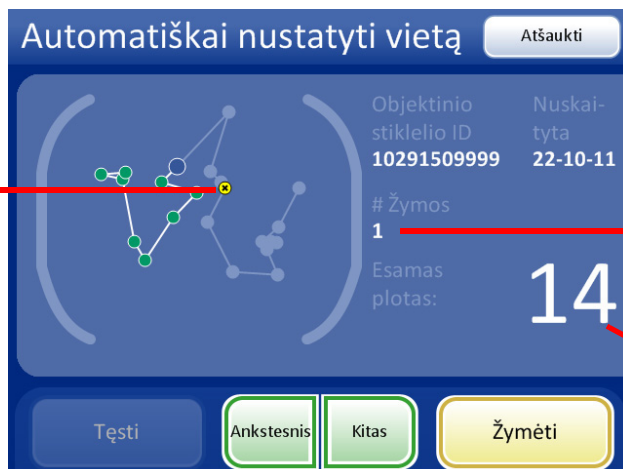 Automatiškai nustatyti vietą
Atšaukti
Objektinio
stiklelio ID
10291509999
Nuskai-
tyta
22-10-11
# Žymos
1
Esamas
plotas:
14
Tęsti
Ankstesnis
Kitas
Žymėti